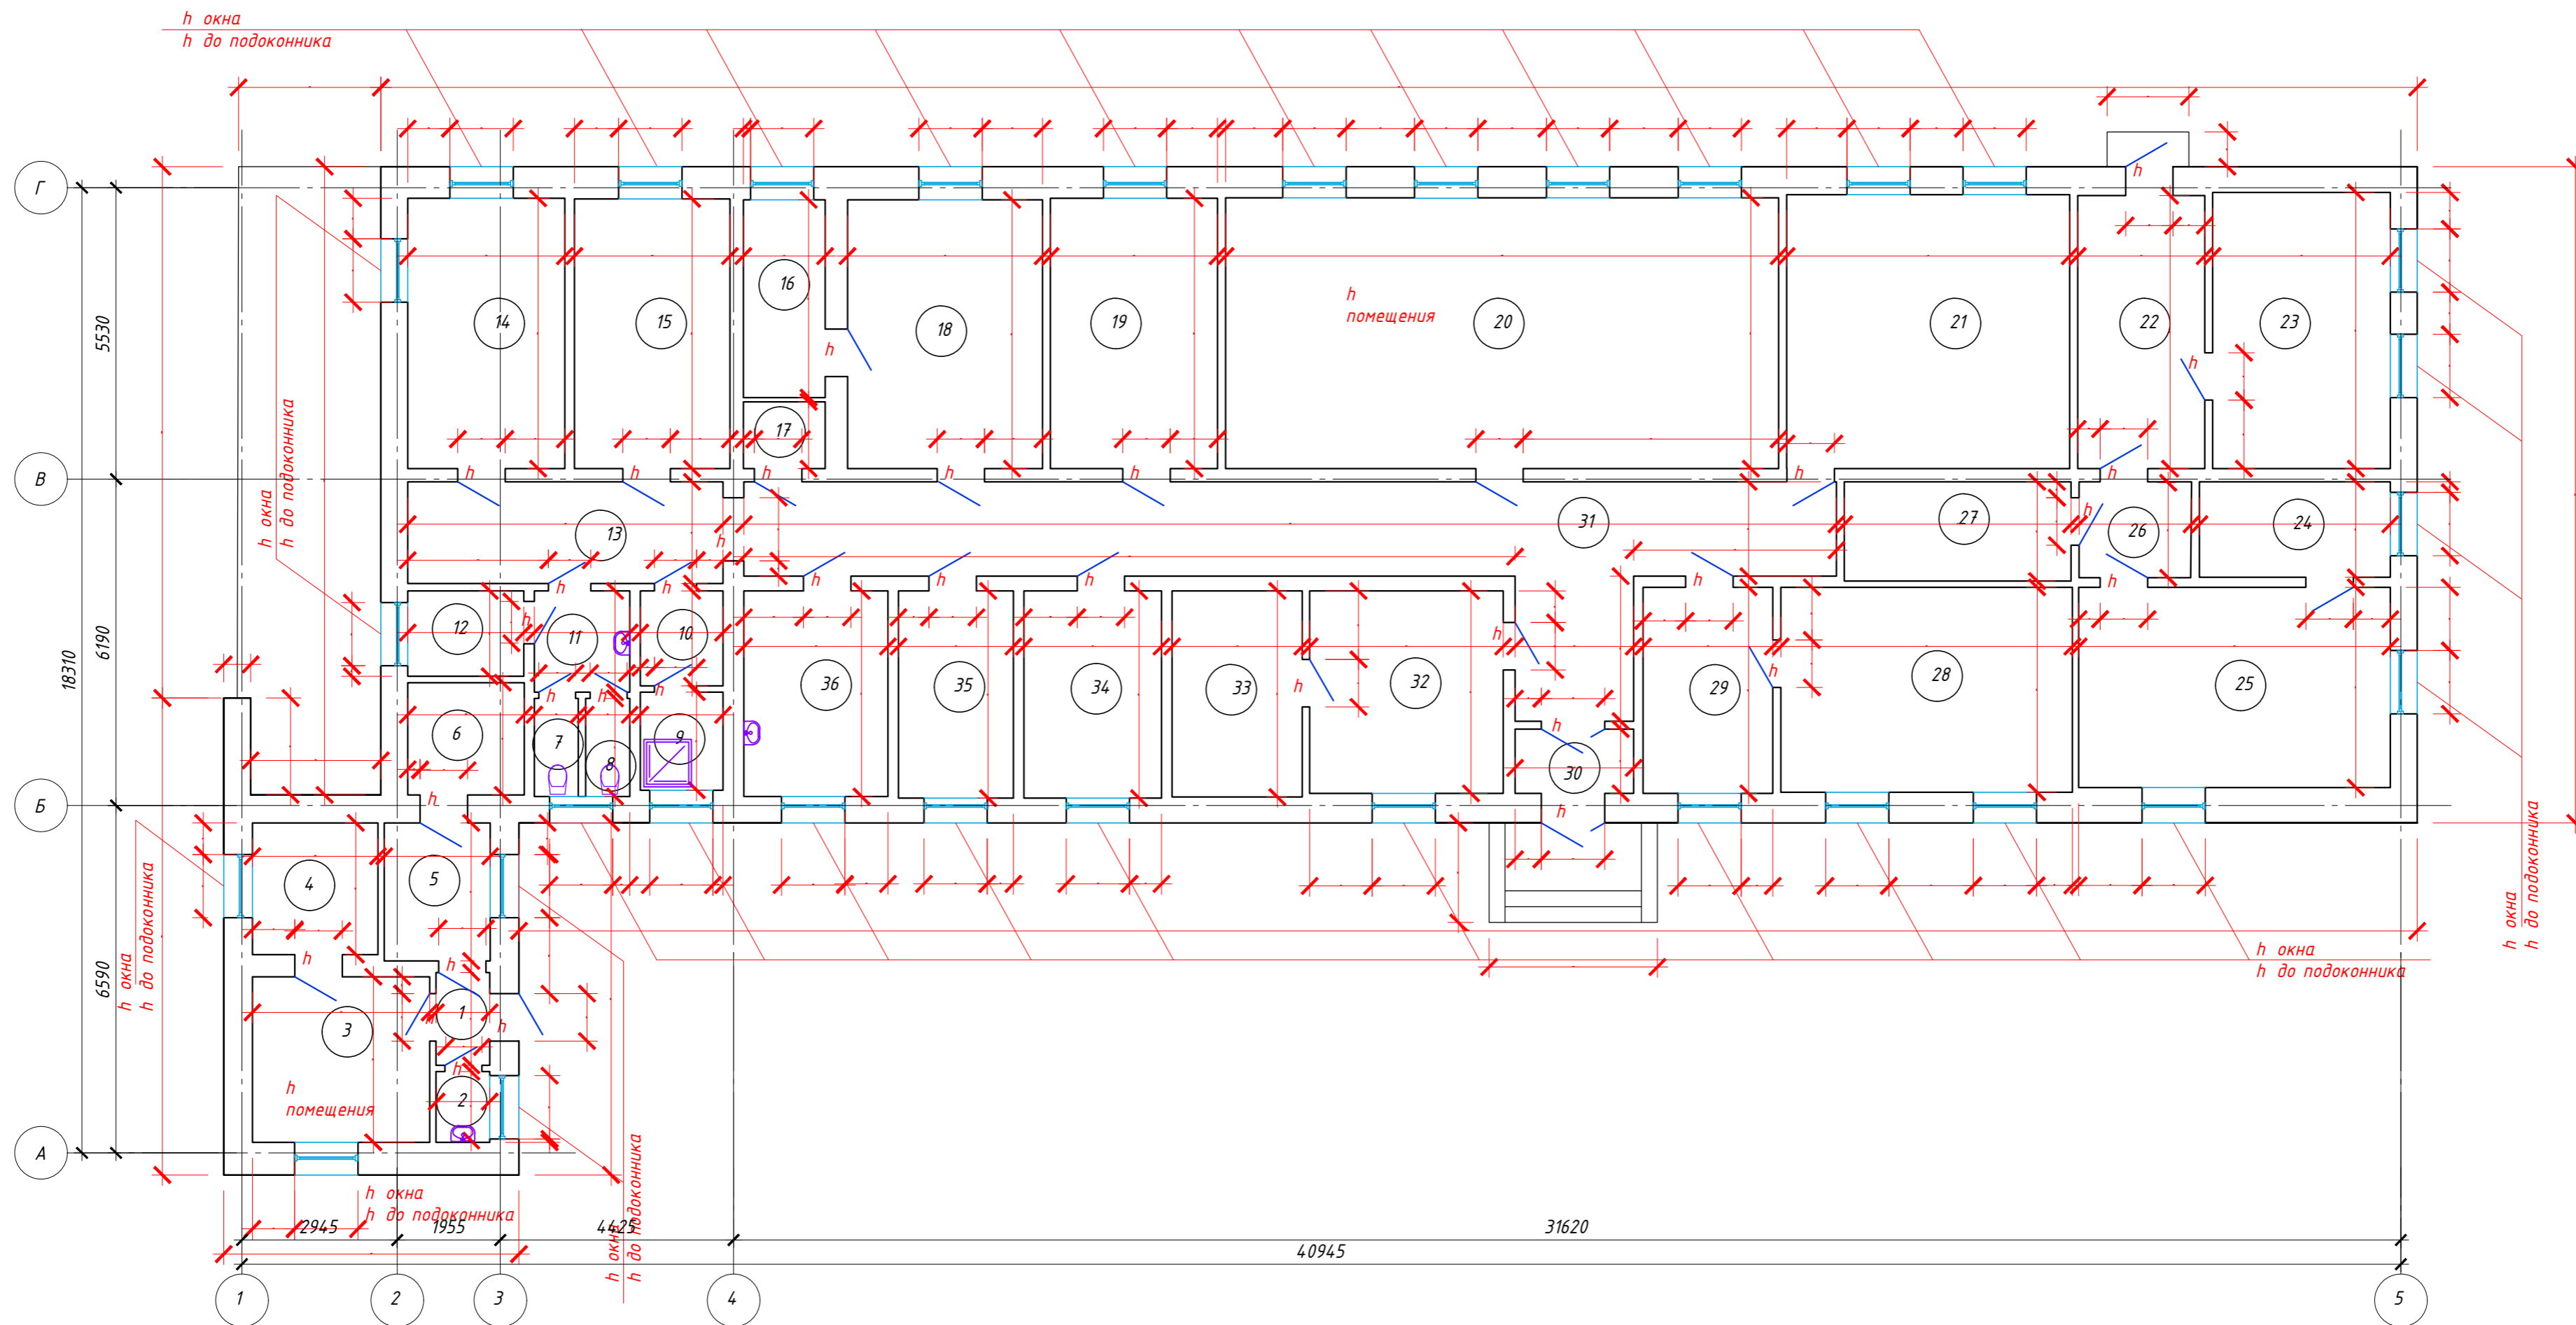 h окна
h до подоконника
Г
h
5530
h окна
h до подоконника
14
15
16
h
18
19
h
помещения
20
21
22
h
23
17
В
h
h
h
h
h
h
h
h
13
h
31
27
h
26
24
6190
18310
12
h
11
10
h
h
h
h
h
h
h
h
h
36
35
34
33
h
32
29
28
25
6
7
8
9
h
30
Б
h
h
h окна
h до подоконника
4
5
h
h
6590
h окна
h до подоконника
h окна
h до подоконника
3
h
1
h
h
h
помещения
2
А
h окна
h до подоконника
h окна
h до подоконника
2945
1955
4425
31620
40945
1
2
3
4
5